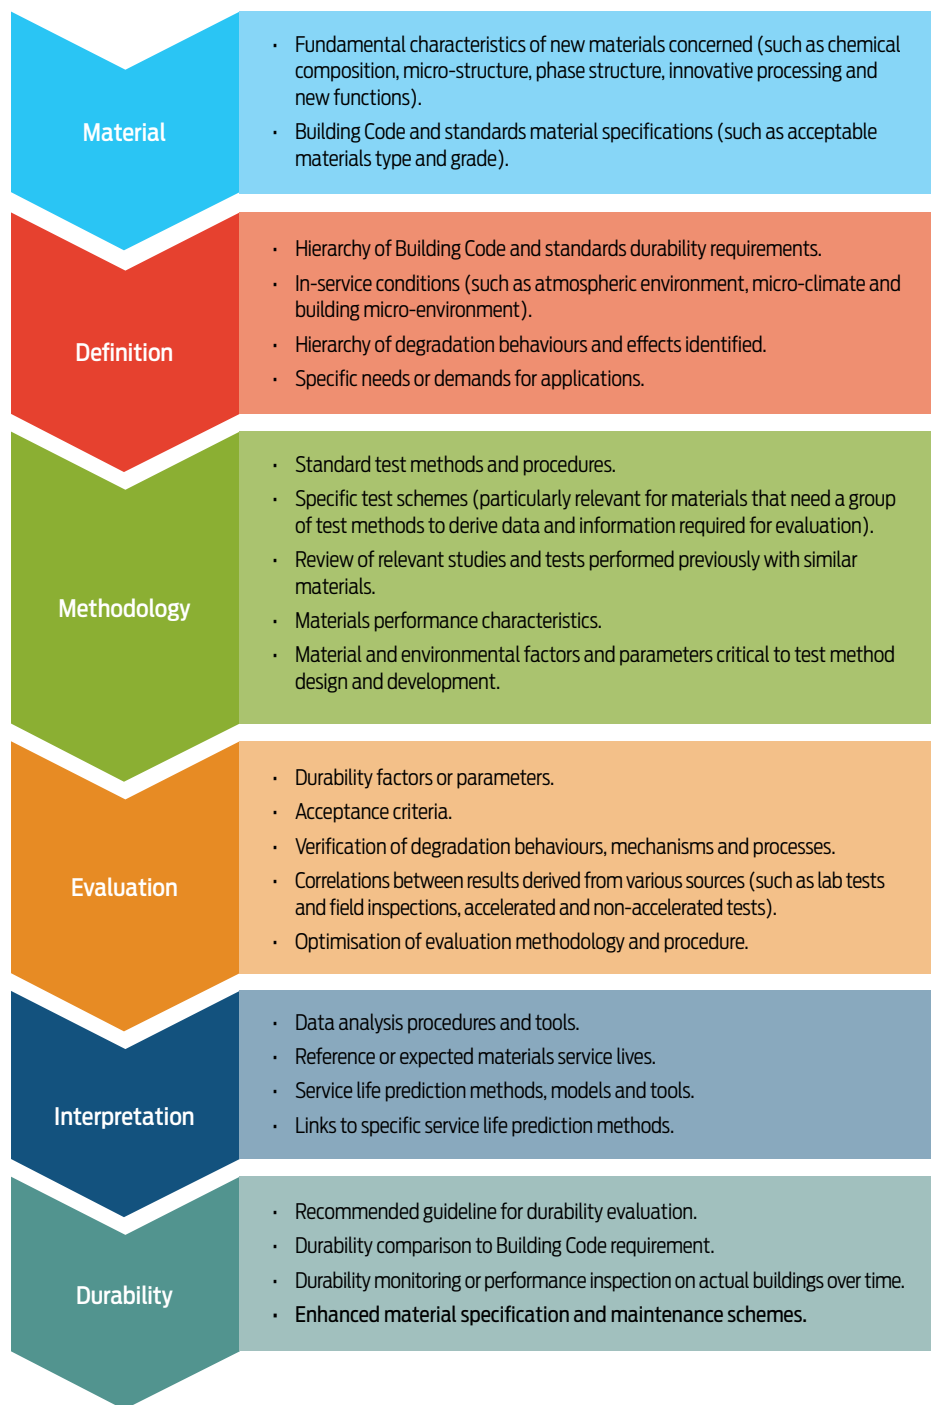 Material
· Fundamental characteristics of new materials concerned (such as chemical
composition, micro-structure, phase structure, innovative processing and
new functions).
· Building Code and standards material specifications (such as acceptable
materials type and grade).
Definition
· Hierarchy of Building Code and standards durability requirements.
· In-service conditions (such as atmospheric environment, micro-climate and
building micro-environment).
· Hierarchy of degradation behaviours and effects identified.
· Specific needs or demands for applications.
Methodology
· Standard test methods and procedures.
· Specific test schemes (particularly relevant for materials that need a group
of test methods to derive data and information required for evaluation).
· Review of relevant studies and tests performed previously with similar
materials.
· Materials performance characteristics.
· Material and environmental factors and parameters critical to test method
design and development.
Evaluation
· Durability factors or parameters.
· Acceptance criteria.
· Verification of degradation behaviours, mechanisms and processes.
· Correlations between results derived from various sources (such as lab tests
and field inspections, accelerated and non-accelerated tests).
· Optimisation of evaluation methodology and procedure.
Interpretation
· Data analysis procedures and tools.
· Reference or expected materials service lives.
· Service life prediction methods, models and tools.
· Links to specific service life prediction methods.
Durability
· Recommended guideline for durability evaluation.
· Durability comparison to Building Code requirement.
· Durability monitoring or performance inspection on actual buildings over time.
· Enhanced material specification and maintenance schemes.